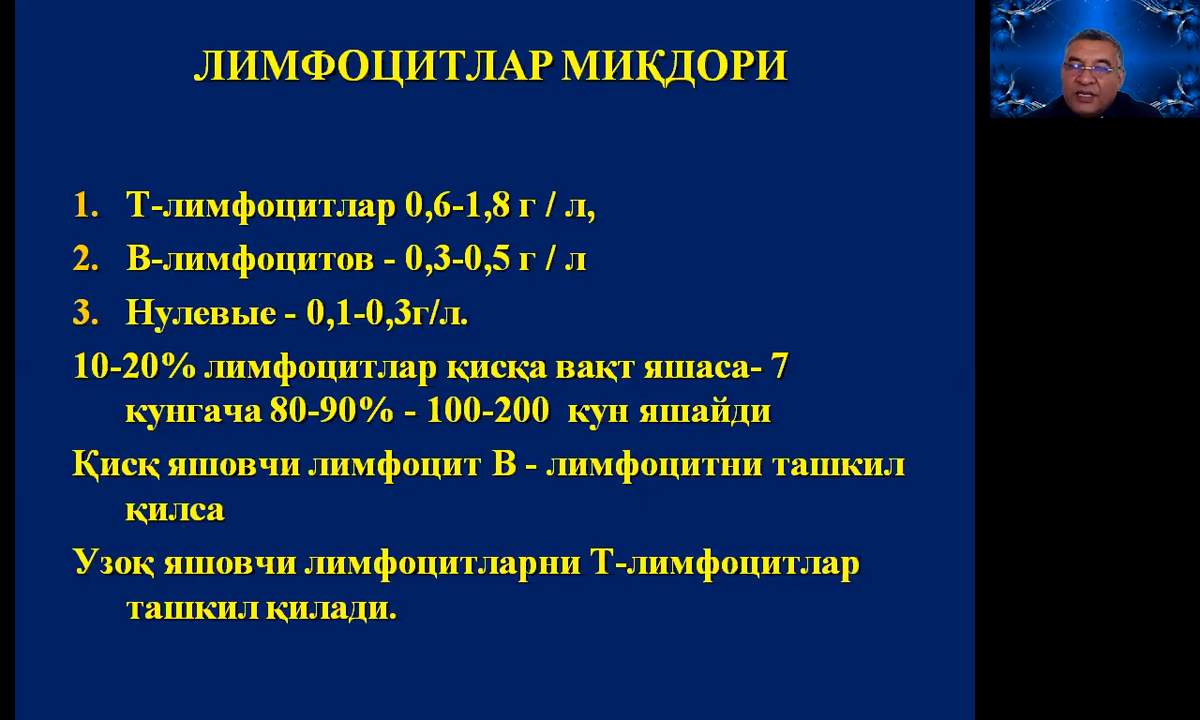 ЛИМФОЦИТЛАР МИҚДОРИ
1. Т-лимфоцитлар 0,6-1,8 г / л,
2. В-лимфоцитов - 0,3-0,5 г / л
3. Нулевые - 0,1-0,3г/л.
10-20% лимфоцитлар қисқа вақт яшаса- 7
кунгача 80-90% - 100-200 кун яшайди
Қисқ яшовчи лимфоцит В - лимфоцитни ташкил
қилса
Узоқ яшовчи лимфоцитларни Т-лимфоцитлар
ташкил қилади.